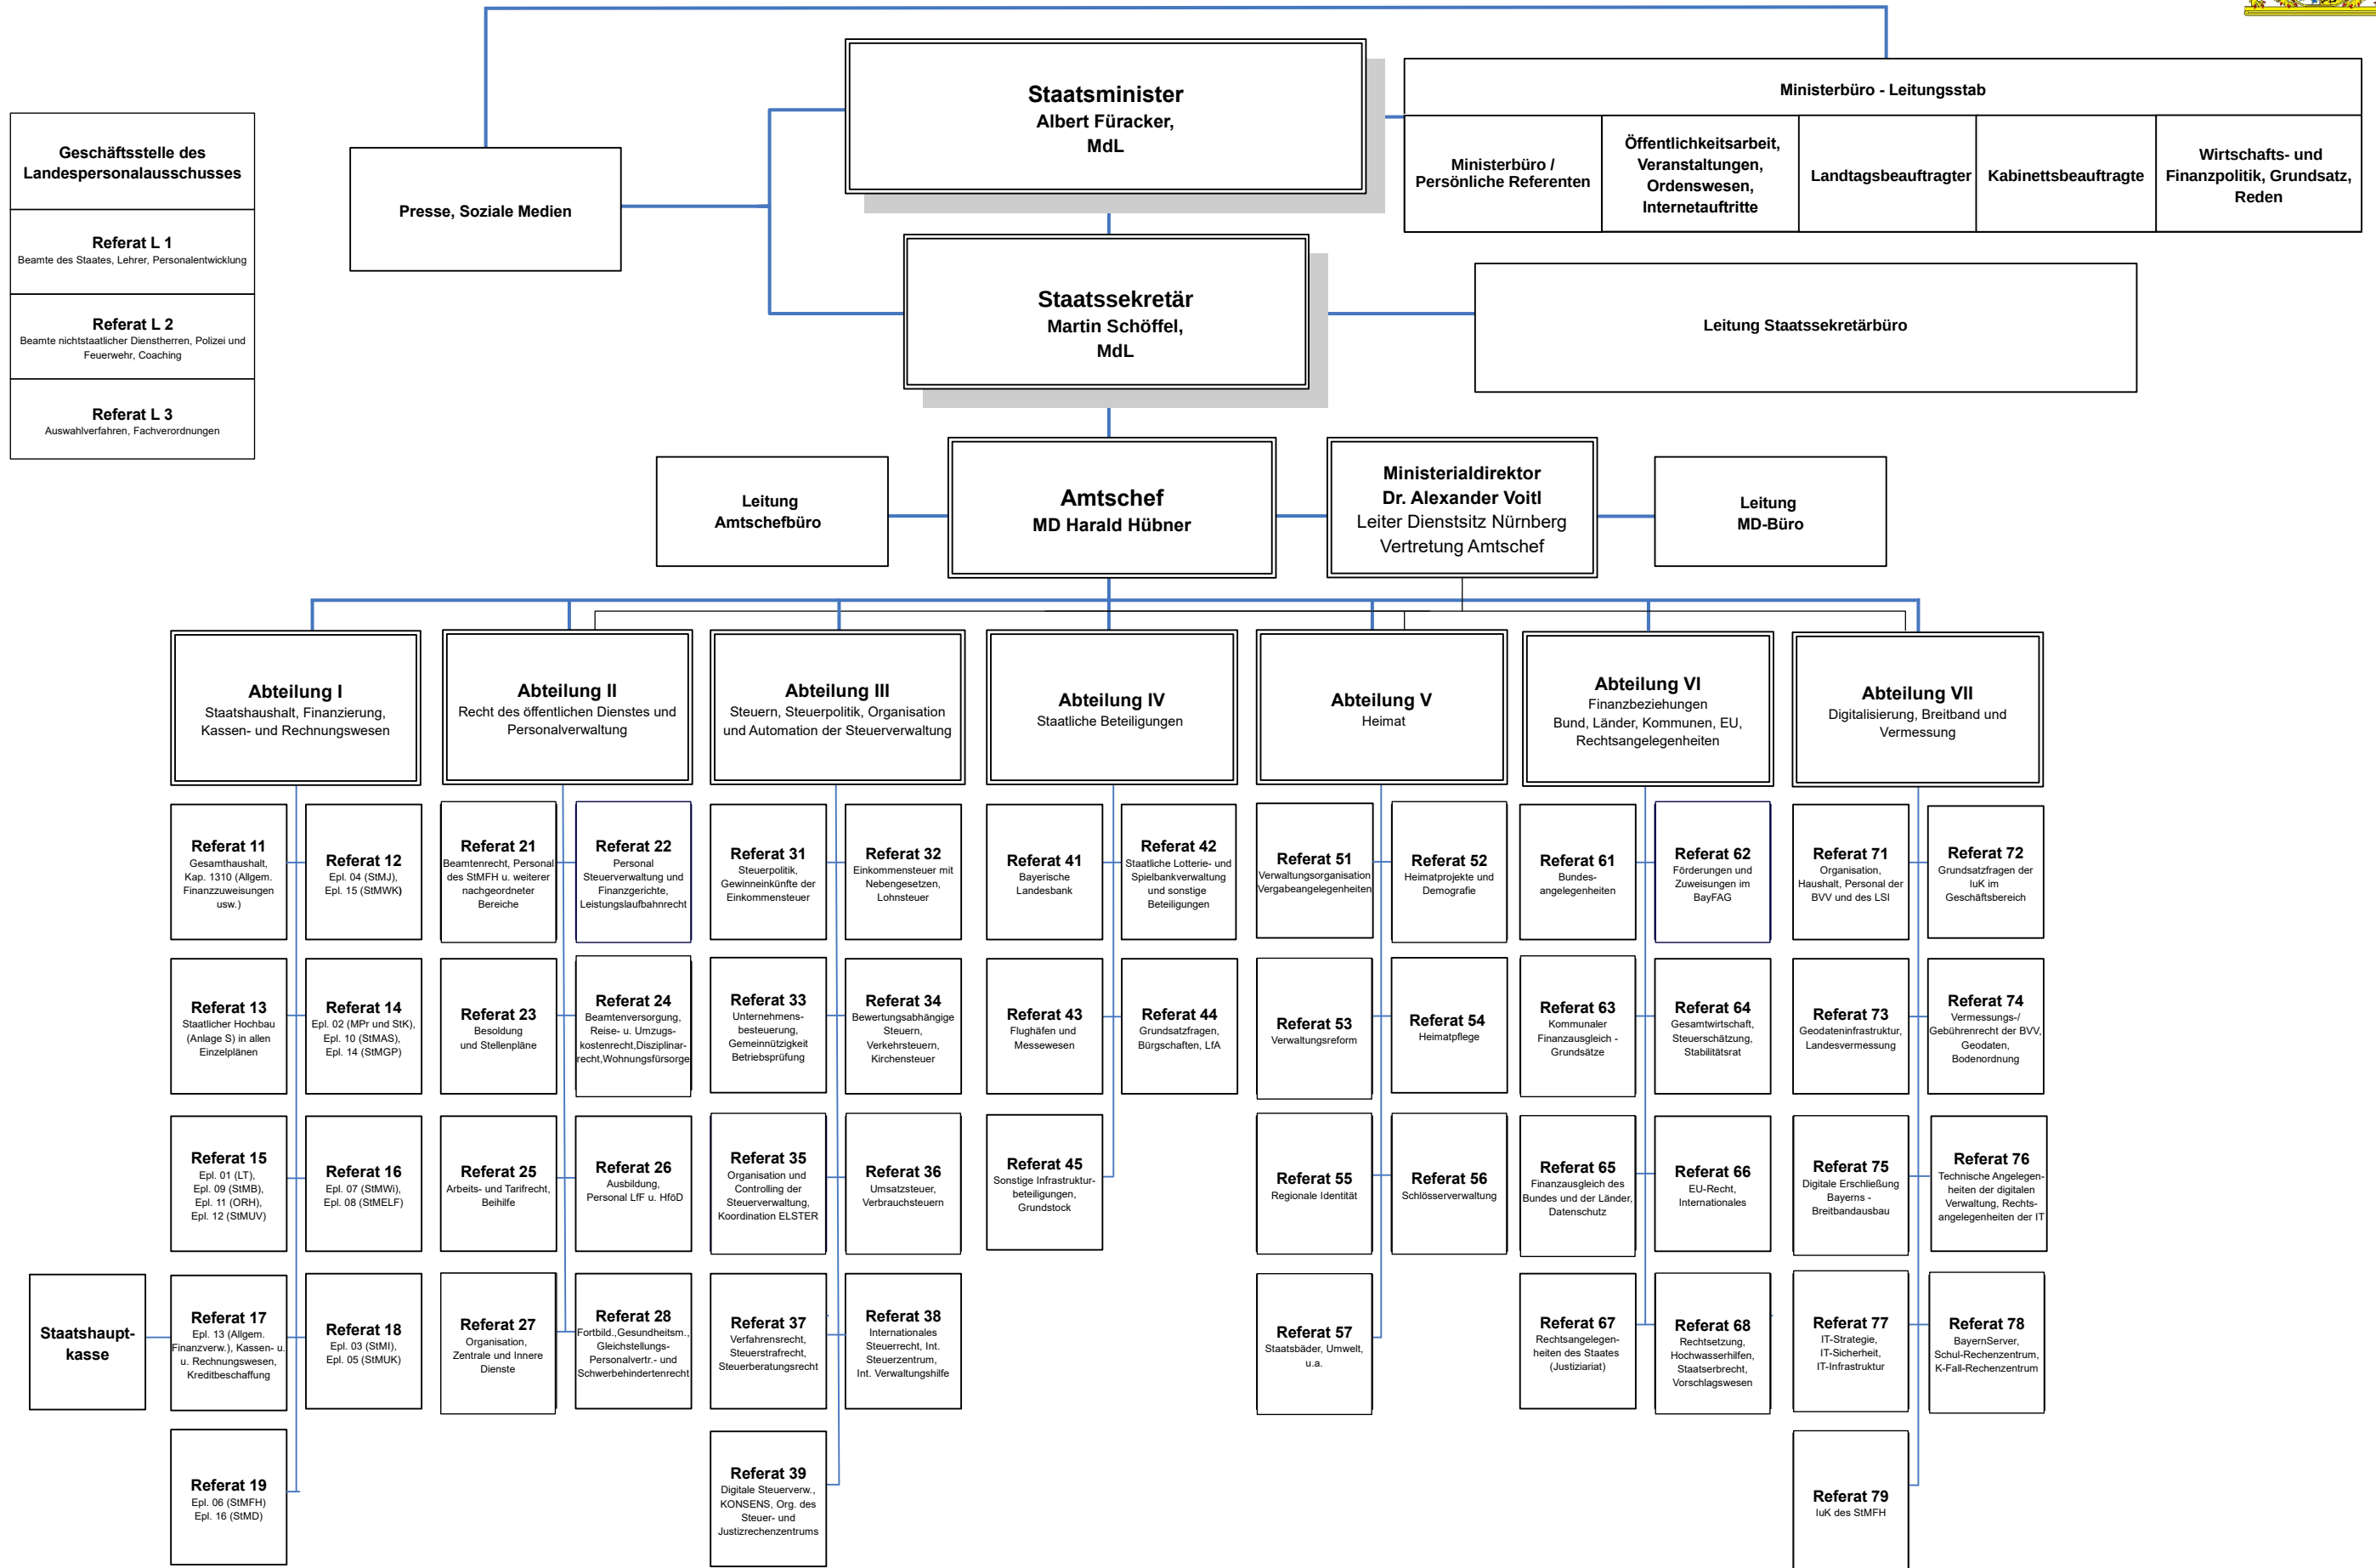 Staatsminister
Albert Füracker,
MdL
Ministerbüro - Leitungsstab
Ministerbüro /
Persönliche Referenten
Öffentlichkeitsarbeit,
Veranstaltungen,
Ordenswesen,
Internetauftritte
Landtagsbeauftragter
Kabinettsbeauftragte
Wirtschafts- und
Finanzpolitik, Grundsatz,
Reden
Geschäftsstelle des
Landespersonalausschusses
Referat L 1
Beamte des Staates, Lehrer, Personalentwicklung
Referat L 2
Beamte nichtstaatlicher Dienstherren, Polizei und
Feuerwehr, Coaching
Referat L 3
Auswahlverfahren, Fachverordnungen
Presse, Soziale Medien
Staatssekretär
Martin Schöffel,
MdL
Leitung Staatssekretärbüro
Leitung
Amtschefbüro
Amtschef
MD Harald Hübner
Ministerialdirektor
Dr. Alexander Voitl
Leiter Dienstsitz Nürnberg
Vertretung Amtschef
Leitung
MD-Büro
Abteilung I
Staatshaushalt, Finanzierung,
Kassen- und Rechnungswesen
Abteilung II
Recht des öffentlichen Dienstes und
Personalverwaltung
Abteilung III
Steuern, Steuerpolitik, Organisation
und Automation der Steuerverwaltung
Abteilung IV
Staatliche Beteiligungen
Abteilung V
Heimat
Abteilung VI
Finanzbeziehungen
Bund, Länder, Kommunen, EU,
Rechtsangelegenheiten
Abteilung VII
Digitalisierung, Breitband und
Vermessung
Referat 11
Gesamthaushalt,
Kap. 1310 (Allgem.
Finanzzuweisungen
usw.)
Referat 12
Epl. 04 (StMJ),
Epl. 15 (StMWK)
Referat 21
Beamtenrecht, Personal
des StMFH u. weiterer
nachgeordneter
Bereiche
Referat 22
Personal
Steuerverwaltung und
Finanzgerichte,
Leistungslaufbahnrecht
Referat 31
Steuerpolitik,
Gewinneinkünfte der
Einkommensteuer
Referat 32
Einkommensteuer mit
Nebengesetzen,
Lohnsteuer
Referat 41
Bayerische
Landesbank
Referat 42
Staatliche Lotterie- und
Spielbankverwaltung
und sonstige
Beteiligungen
Referat 51
Verwaltungsorganisation
Vergabeangelegenheiten
Referat 52
Heimatprojekte und
Demografie
Referat 61
Bundes-
angelegenheiten
Referat 62
Förderungen und
Zuweisungen im
BayFAG
Referat 71
Organisation,
Haushalt, Personal der
BVV und des LSI
Referat 72
Grundsatzfragen der
IuK im
Geschäftsbereich
Referat 13
Staatlicher Hochbau
(Anlage S) in allen
Einzelplänen
Referat 14
Epl. 02 (MPr und StK),
Epl. 10 (StMAS),
Epl. 14 (StMGP)
Referat 23
Besoldung
und Stellenpläne
Referat 24
Beamtenversorgung,
Reise- u. Umzugs-
kostenrecht,Disziplinar-
recht,Wohnungsfürsorge
Referat 33
Unternehmens-
besteuerung,
Gemeinnützigkeit
Betriebsprüfung
Referat 34
Bewertungsabhängige
Steuern,
Verkehrsteuern,
Kirchensteuer
Referat 43
Flughäfen und
Messewesen
Referat 44
Grundsatzfragen,
Bürgschaften, LfA
Referat 53
Verwaltungsreform
Referat 54
Heimatpflege
Referat 63
Kommunaler
Finanzausgleich -
Grundsätze
Referat 64
Gesamtwirtschaft,
Steuerschätzung,
Stabilitätsrat
Referat 73
Geodateninfrastruktur,
Landesvermessung
Referat 74
Vermessungs-/
Gebührenrecht der BVV,
Geodaten,
Bodenordnung
Referat 15
Epl. 01 (LT),
Epl. 09 (StMB),
Epl. 11 (ORH),
Epl. 12 (StMUV)
Referat 16
Epl. 07 (StMWi)
Epl. 08 (StMELF)
Referat 25
Arbeits- und Tarifrecht,
Beihilfe
Referat 26
Ausbildung,
Personal LfF u. HföD
Referat 35
Organisation und
Controlling der
Steuerverwaltung,
Koordination ELSTER
Referat 36
Umsatzsteuer,
Verbrauchsteuern
Referat 45
Sonstige Infrastruktur-
beteiligungen,
Grundstock
Referat 55
Regionale Identität
Referat 56
Schlösserverwaltung
Referat 65
Finanzausgleich des
Bundes und der Länder,
Datenschutz
Referat 66
EU-Recht,
Internationales
Referat 75
Digitale Erschließung
Bayerns -
Breitbandausbau
Referat 76
Technische Angelegen-
heiten der digitalen
Verwaltung, Rechts-
angelegenheiten der IT
Staatshaupt-
kasse
Referat 17
Epl. 13 (Allgem.
Finanzverw.), Kassen- u.
u. Rechnungswesen,
Kreditbeschaffung
Referat 18
Epl. 03 (StMI),
Epl. 05 (StMUK)
Referat 27
Organisation,
Zentrale und Innere
Dienste
Referat 28
Fortbild.,Gesundheitsm.,
Gleichstellungs-
Personalvertr.- und
Schwerbehindertenrecht
Referat 37
Verfahrensrecht,
Steuerstrafrecht,
Steuerberatungsrecht
Referat 38
Internationales
Steuerrecht, Int.
Steuerzentrum,
Int. Verwaltungshilfe
Referat 57
Staatsbäder, Umwelt,
u.a.
Referat 67
Rechtsangelegen-
heiten des Staates
(Justiziariat)
Referat 68
Rechtsetzung,
Hochwasserhilfen,
Staatserbrecht,
Vorschlagswesen
Referat 77
IT-Strategie,
IT-Sicherheit,
IT-Infrastruktur
Referat 78
BayernServer,
Schul-Rechenzentrum,
K-Fall-Rechenzentrum
Referat 19
Epl. 06 (StMFH)
Epl. 16 (StMD)
Referat 39
Digitale Steuerverw.,
KONSENS, Org. des
Steuer- und
Justizrechenzentrums
Referat 79
IuK des StMFH